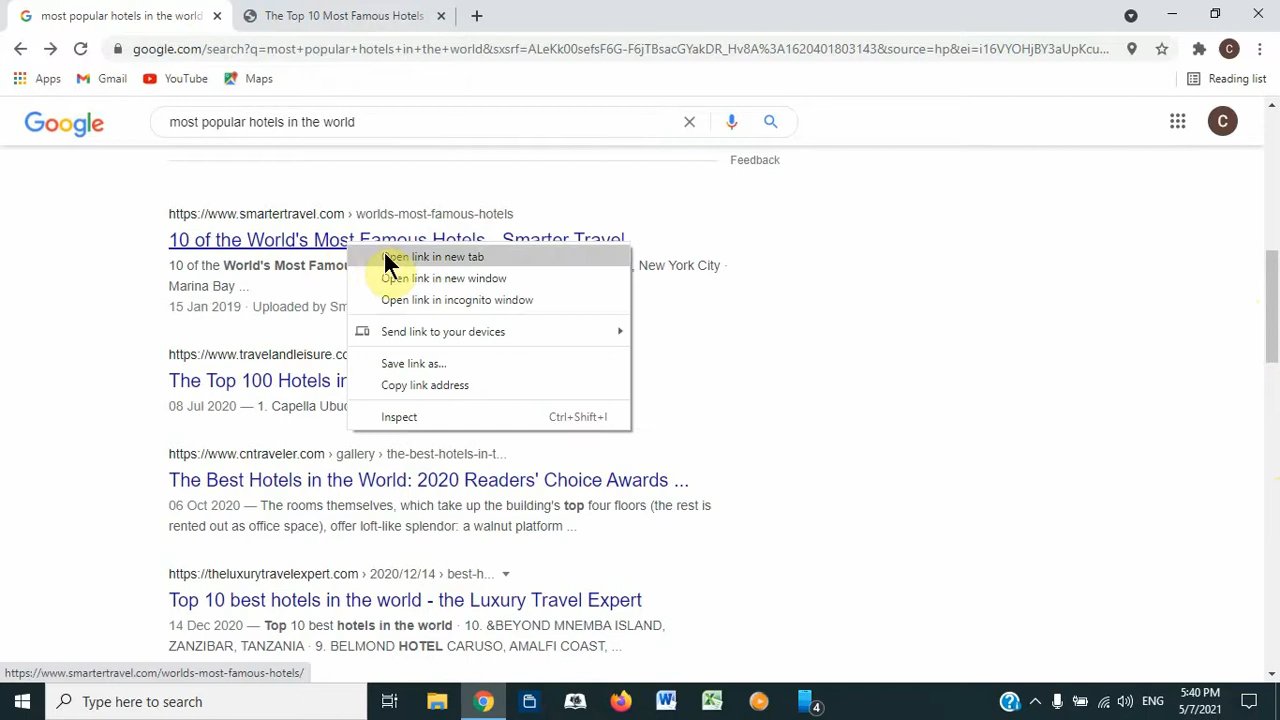 most popular hotels in the world
The Top 10 Most Famous Hotels
google.com/search?q=most+popular+hotels+in+the+world&sxsrf=ALeKk00sefsF6G-F6jTBsacGYakDR_Hv8A%3A1620401803143&source=hp&ei=i16VYOHjBY3aUpKcu...
Apps
Gmail
YouTube
Maps
Reading list
Google
most popular hotels in the world
C
Feedback
https://www.smartertravel.com › worlds-most-famous-hotels
10 of the World's Most Famous Hotels - Smarter Travel
10 of the World's Most Famou , New York City ·
Marina Bay ...
15 Jan 2019 · Uploaded by Sm
Open link in new tab
Open link in new window
Open link in incognito window
Send link to your devices
Save link as...
Copy link address
Inspect Ctrl+Shift+I
https://www.travelandleisure.co
The Top 100 Hotels in
08 Jul 2020 — 1. Capella Ubud
https://www.cntraveler.com › gallery › the-best-hotels-in-t...
The Best Hotels in the World: 2020 Readers' Choice Awards ...
06 Oct 2020 — The rooms themselves, which take up the building's top four floors (the rest is
rented out as office space), offer loft-like splendor: a walnut platform ...
https://theluxurytravelexpert.com › 2020/12/14 › best-h...
Top 10 best hotels in the world - the Luxury Travel Expert
14 Dec 2020 — Top 10 best hotels in the world · 10. &BEYOND MNEMBA ISLAND,
ZANZIBAR, TANZANIA · 9. BELMOND HOTEL CARUSO, AMALFI COAST, ...
https://www.smartertravel.com/worlds-most-famous-hotels/
Type here to search
4
ENG
5:40 PM
5/7/2021